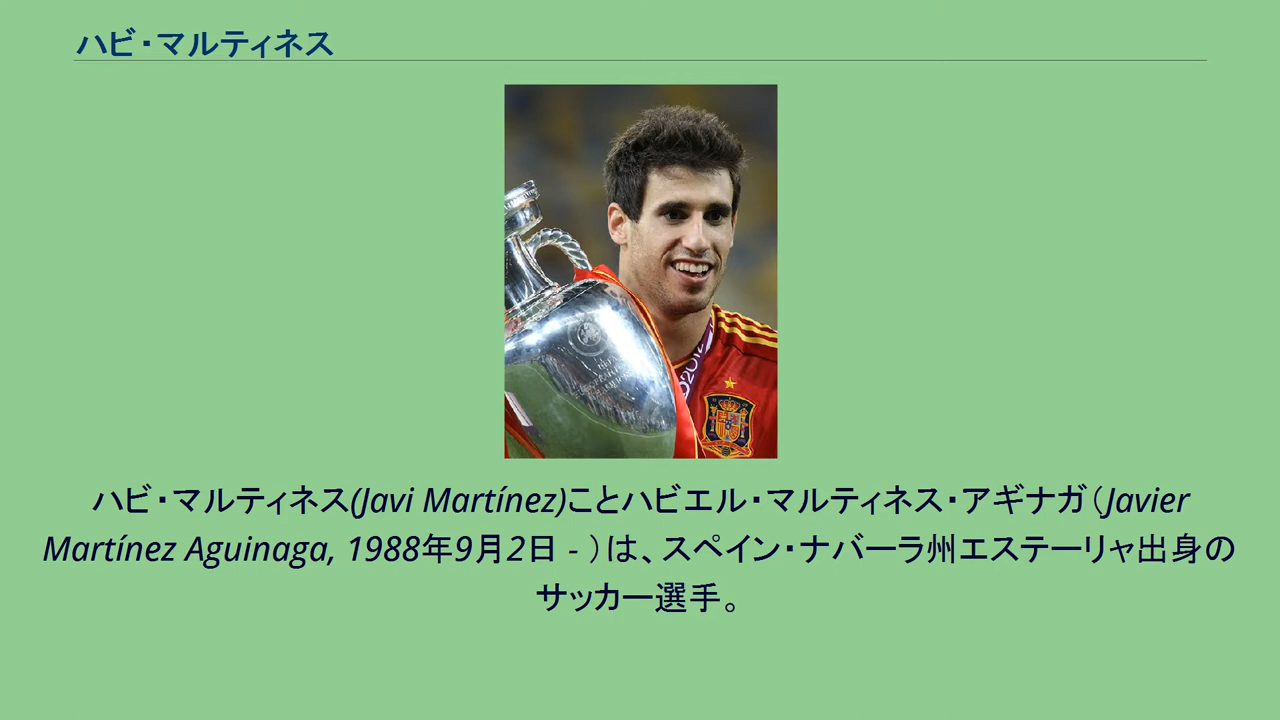 ハビ・マルティネス
2012
ハビ・マルティネス(Javi Martínez)ことハビエル・マルティネス・アギナガ（Javier
Martínez Aguinaga, 1988年9月2日 - ）は、スペイン・ナバーラ州エステーリャ出身の
サッカー選手。